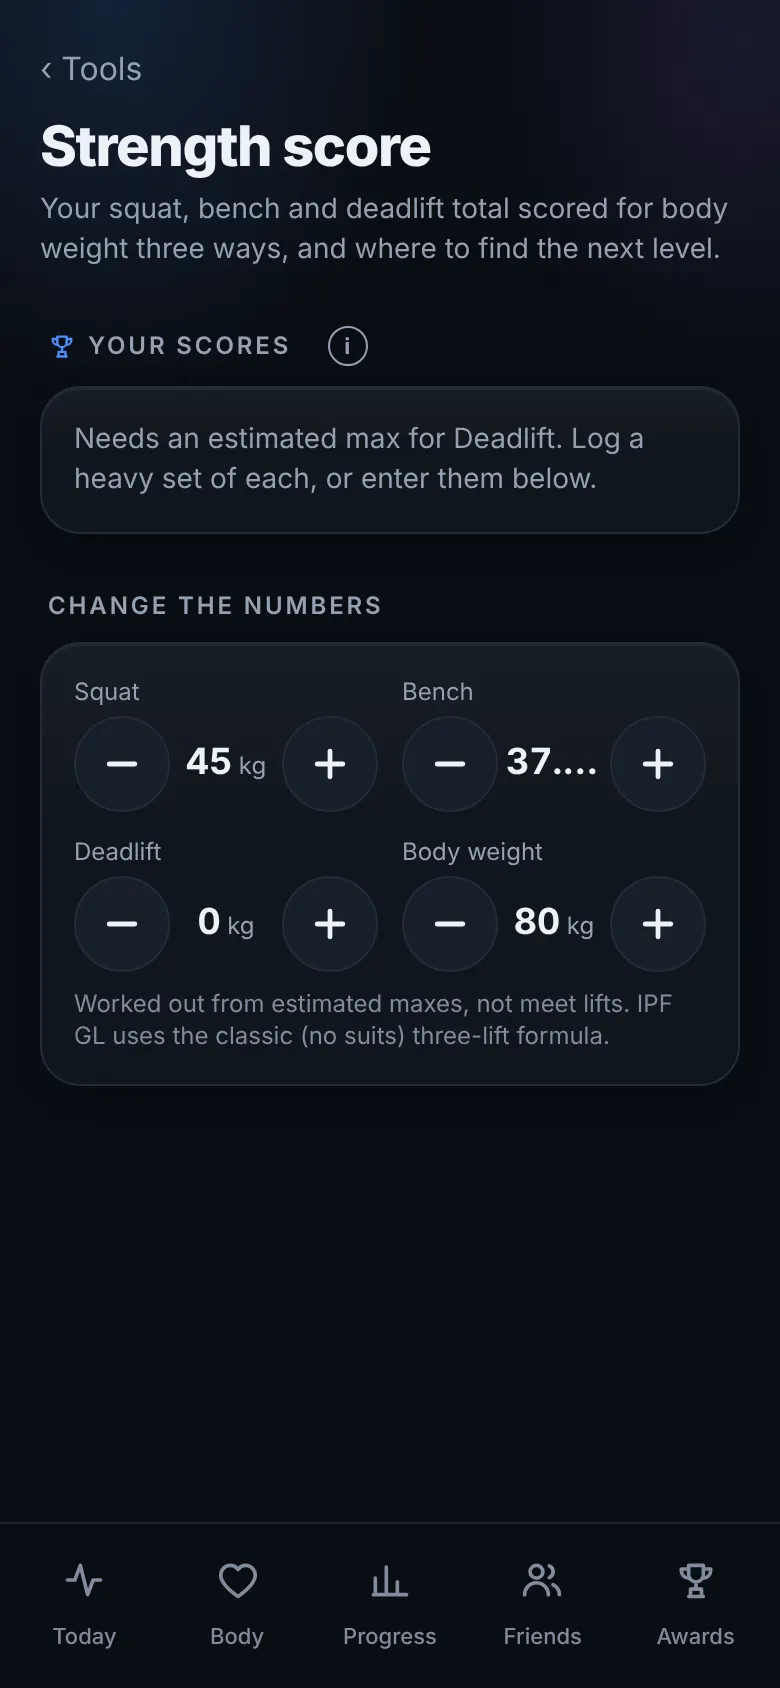 ‹ Tools
Strength score
Your squat, bench and deadlift total scored for body
weight three ways, and where to find the next level.
YOUR SCORES i
Needs an estimated max for Deadlift. Log a
heavy set of each, or enter them below.
CHANGE THE NUMBERS
Squat Bench
− 45 kg + − 37.... +
Deadlift Body weight
− 0 kg + − 80 kg +
Worked out from estimated maxes, not meet lifts. IPF
GL uses the classic (no suits) three-lift formula.
Today Body Progress Friends Awards